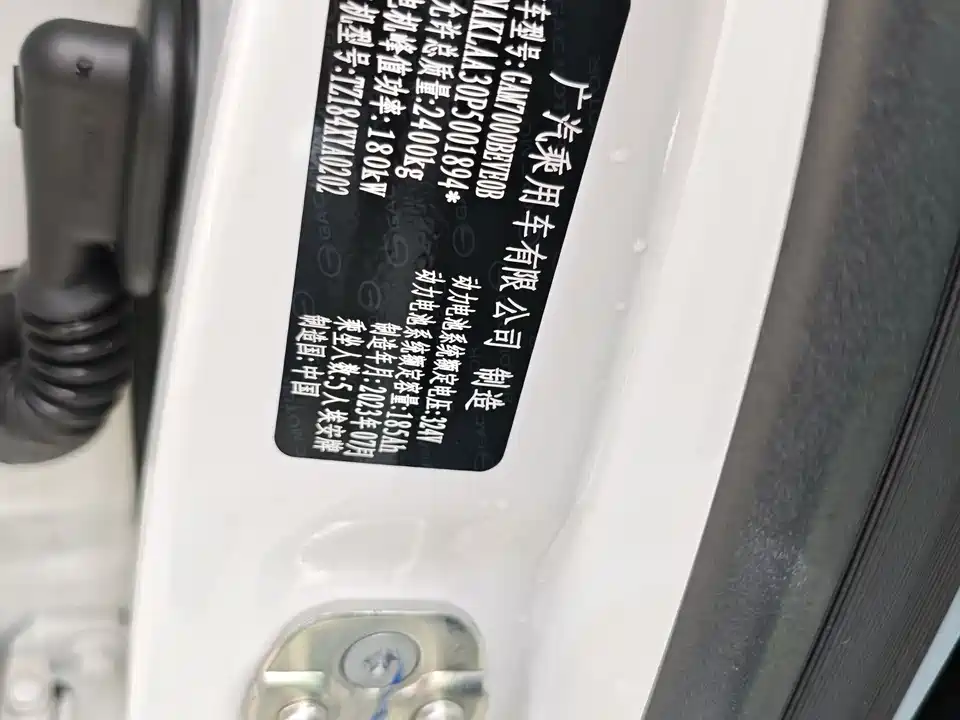 广汽乘用车有限公司 制造
车型号:GAM7000BEVE0B
VAKLAA30P5001894*
动力电池系统额定电压:324V
允许总质量:2400kg
动力电池系统额定容量:185Ah
电机峰值功率:180kW
制造年月:2023年07月
机型号:TZ184XYA0202
乘坐人数:5人 埃安牌
制造国:中国